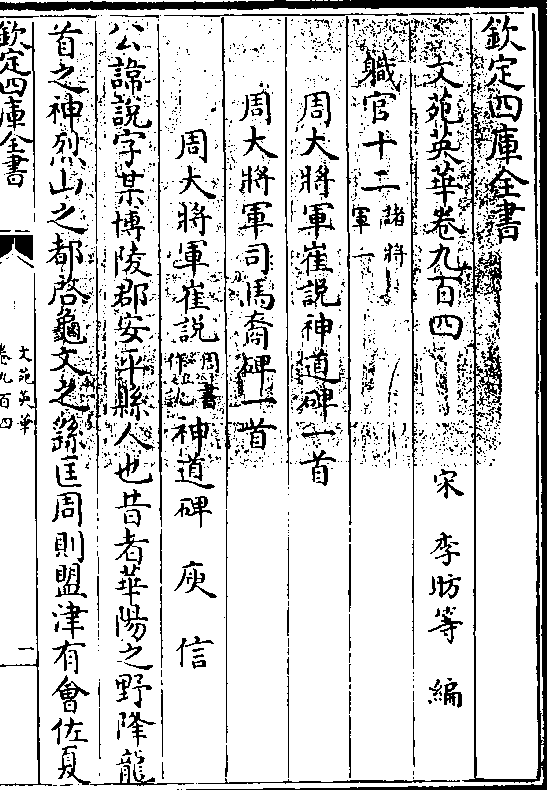 欽定四庫全書
文苑英華卷九百四
宋 李昉等 編
職官十二 諸將軍一
周大將軍崔説神道碑一首
周大將軍司馬裔碑一首
周大將軍崔説 周書作 神道碑 庾信
公諱説字某博陵郡安平縣人也昔者華陽之野降龍
首之神烈山之都啓龜文之繇匡周則盟津有會佐夏
欽定四庫全書
文苑英華
卷九百四
二